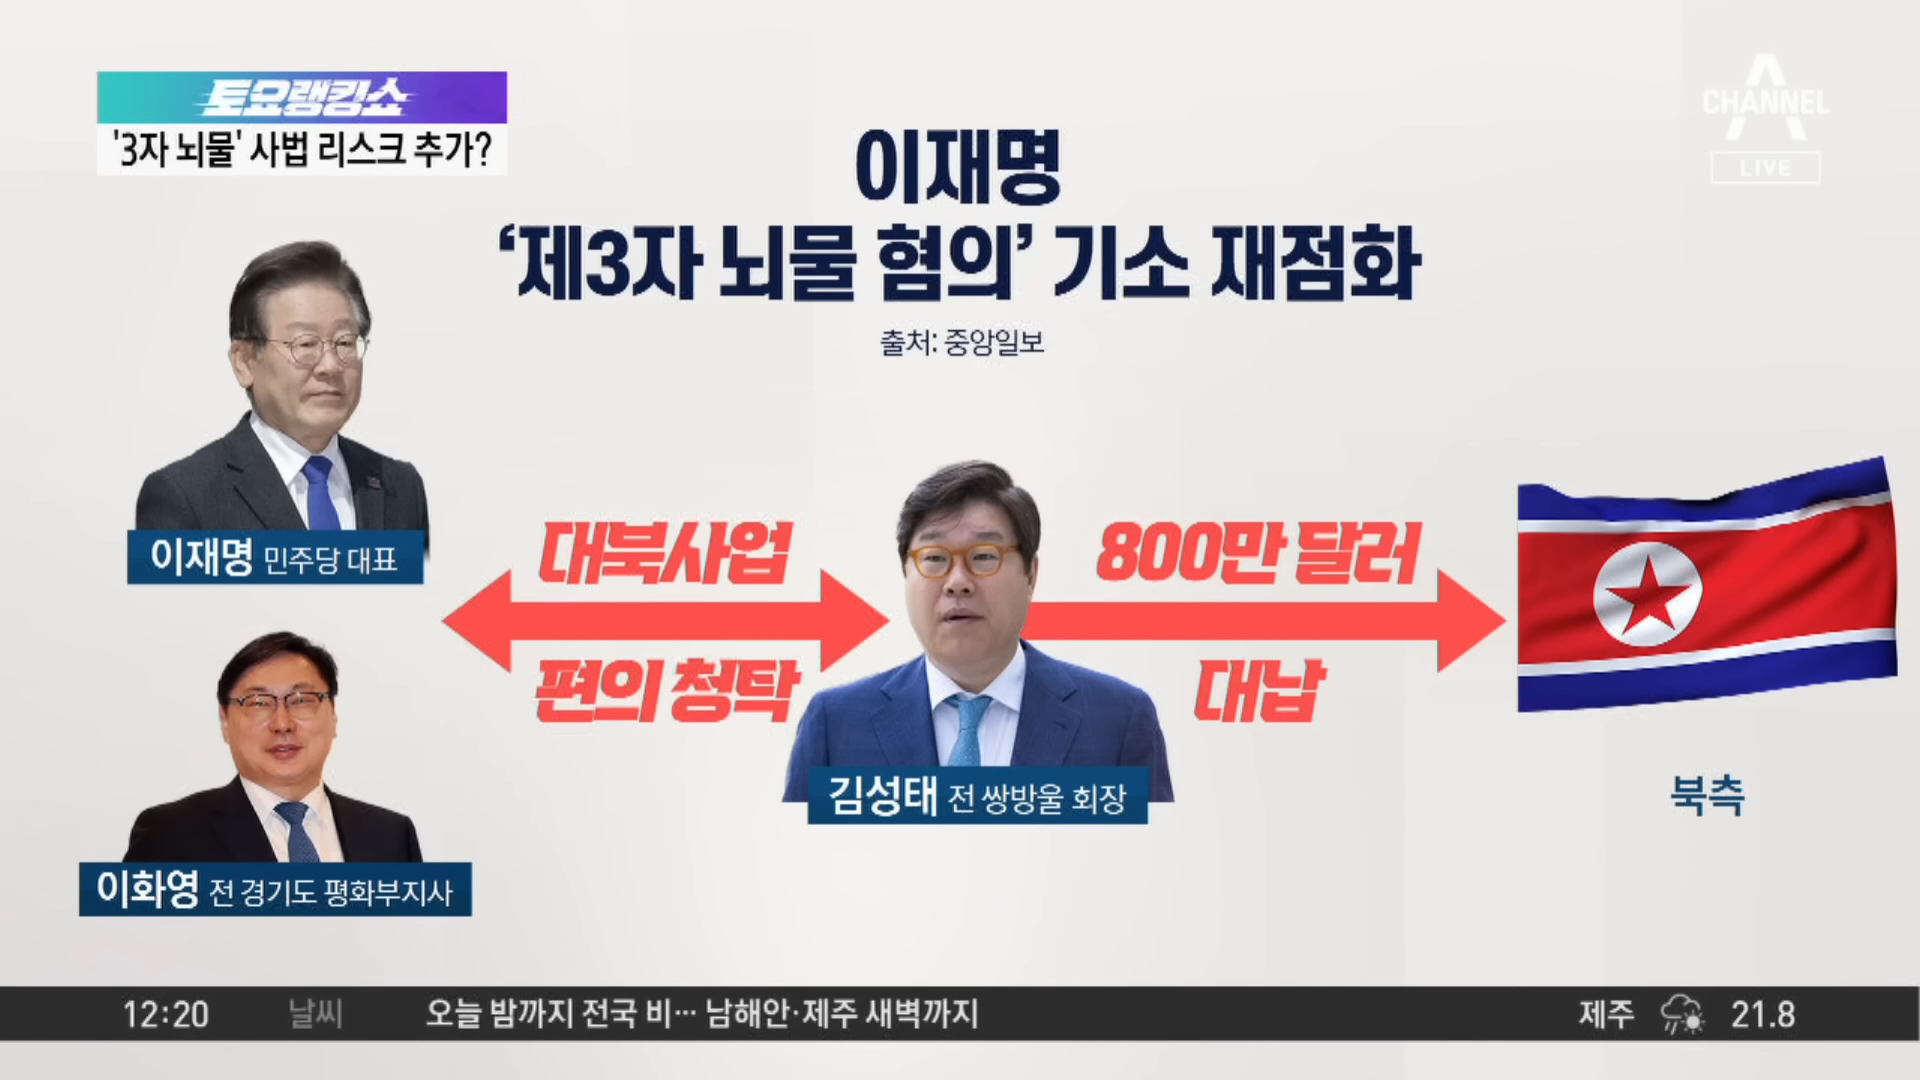 토요랭킹쇼
'3자 뇌물' 사법 리스크 추가?
CHANNEL A
LIVE
이재명
‘제3자 뇌물 혐의’ 기소 재점화
출처: 중앙일보
이재명 민주당 대표
대북사업
편의 청탁
800만 달러
대납
김성태 전 쌍방울 회장
북측
이화영 전 경기도 평화부지사
12:20 날씨 오늘 밤까지 전국 비… 남해안·제주 새벽까지 제주 21.8